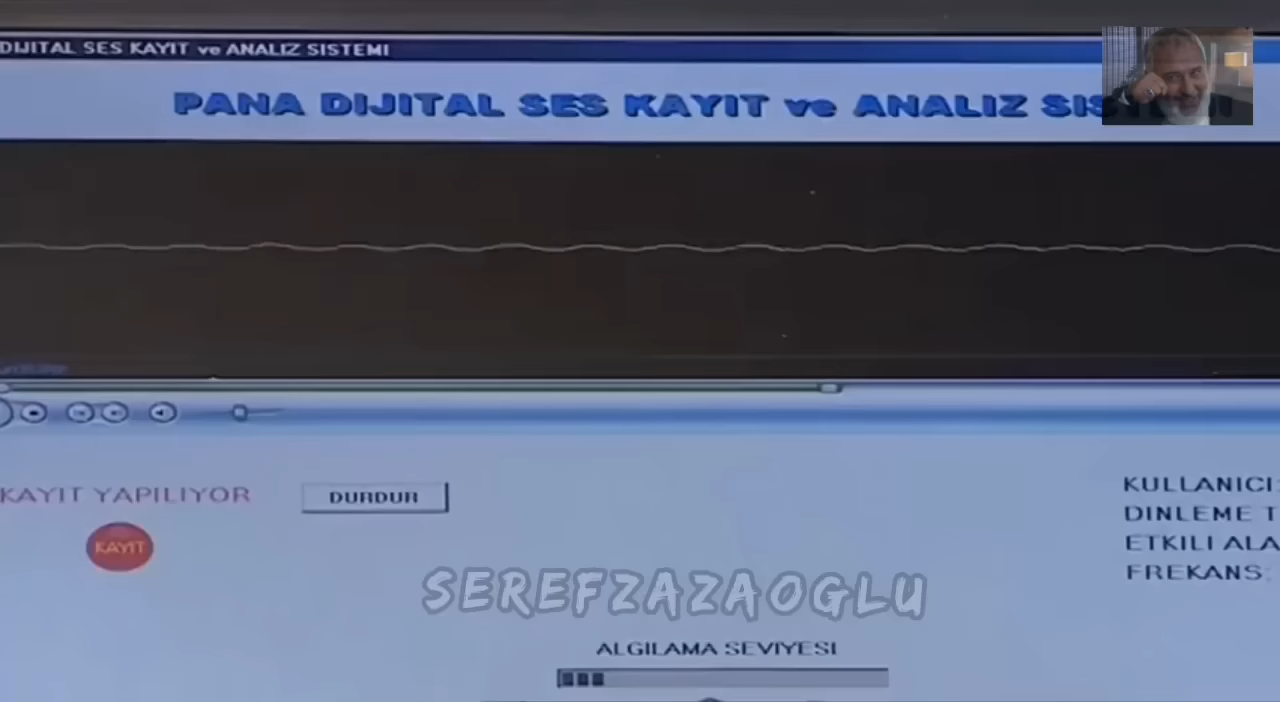 DIJITAL SES KAYIT ve ANALIZ SISTEMI
PANA DIJITAL SES KAYIT ve ANALIZ
KAYIT YAPILIYOR
DURDUR
KAYIT
KULLANICI:
DINLEME T
ETKILI ALA
FREKANS:
SEREFZAZAOGLU
ALGILAMA SEVIYESI